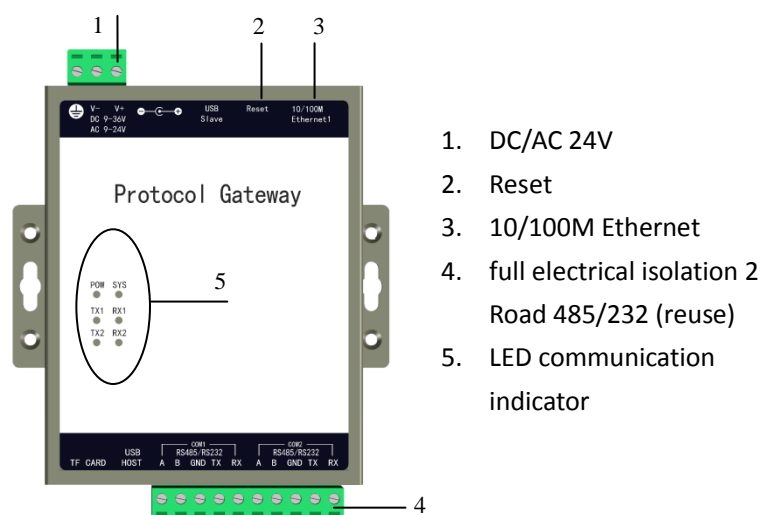 1
2
3
V- V+
DC 9-36V
AC 9-24V
USB
Slave
Reset
10/100M
Ethernet1
Protocol Gateway
POW SYS
TX1 RX1
TX2 RX2
5
TF CARD
USB
HOST
COM1
RS485/RS232
A B GND TX RX
COM2
RS485/RS232
A B GND TX RX
4
1. DC/AC 24V
2. Reset
3. 10/100M Ethernet
4. full electrical isolation 2
Road 485/232 (reuse)
5. LED communication
indicator